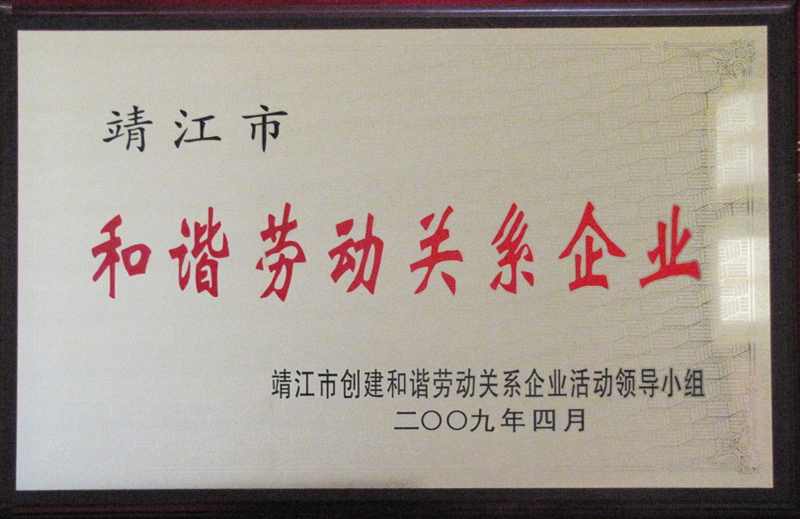 靖江市
和谐劳动关系企业
靖江市创建和谐劳动关系企业活动领导小组
二〇〇九年四月